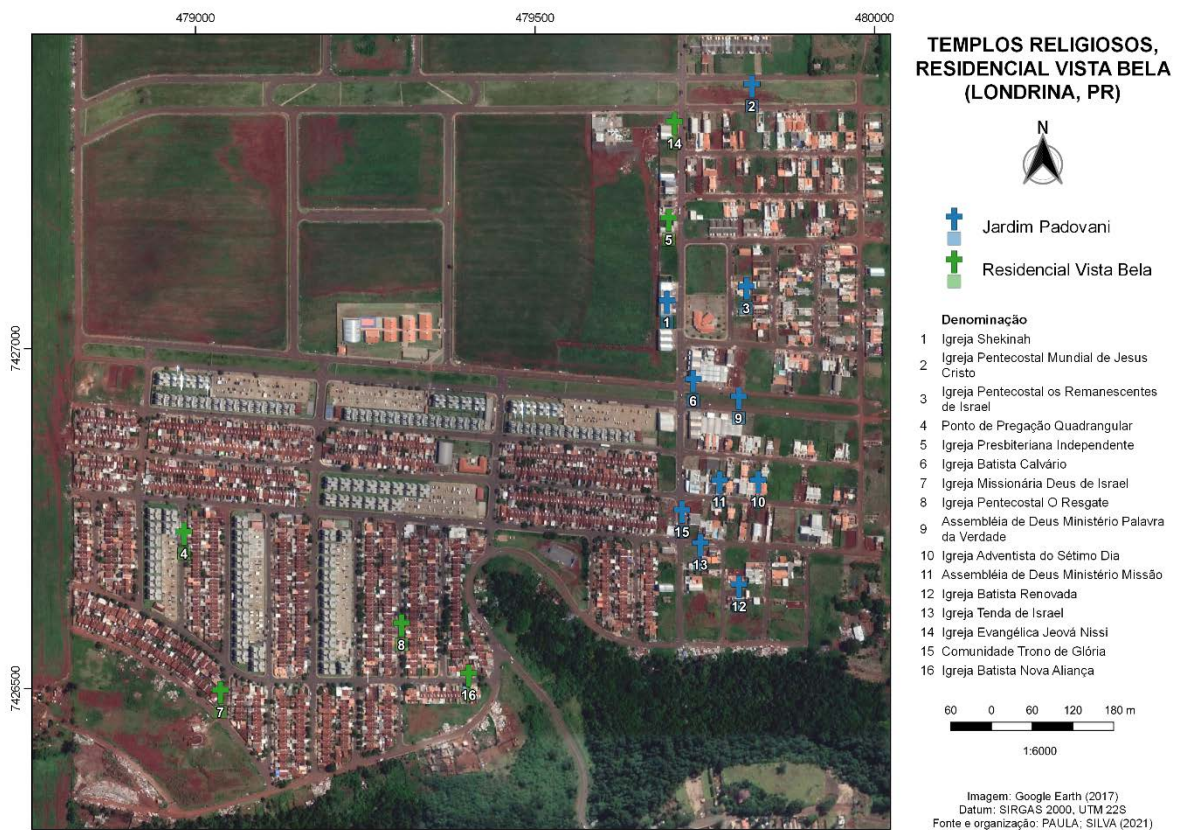 479000
479500
480000
7427000
7426500
2
14
5
3
1
6
9
11
10
15
13
4
12
8
16
7
TEMPLOS RELIGIOSOS,
RESIDENCIAL VISTA BELA
(LONDRINA, PR)
N
Jardim Padovani
Residencial Vista Bela
Denominação
1 Igreja Shekinah
2 Igreja Pentecostal Mundial de Jesus
Cristo
3 Igreja Pentecostal os Remanescentes
de Israel
4 Ponto de Pregação Quadrangular
5 Igreja Presbiteriana Independente
6 Igreja Batista Calvário
7 Igreja Missionária Deus de Israel
8 Igreja Pentecostal O Resgate
9 Assembléia de Deus Ministério Palavra
da Verdade
10 Igreja Adventista do Sétimo Dia
11 Assembléia de Deus Ministério Missão
12 Igreja Batista Renovada
13 Igreja Tenda de Israel
14 Igreja Evangélica Jeová Nissi
15 Comunidade Trono de Glória
16 Igreja Batista Nova Aliança
60 0 60 120 180 m
1:6000
Imagem: Google Earth (2017)
Datum: SIRGAS 2000, UTM 22S
Fonte e organização: PAULA; SILVA (2021)